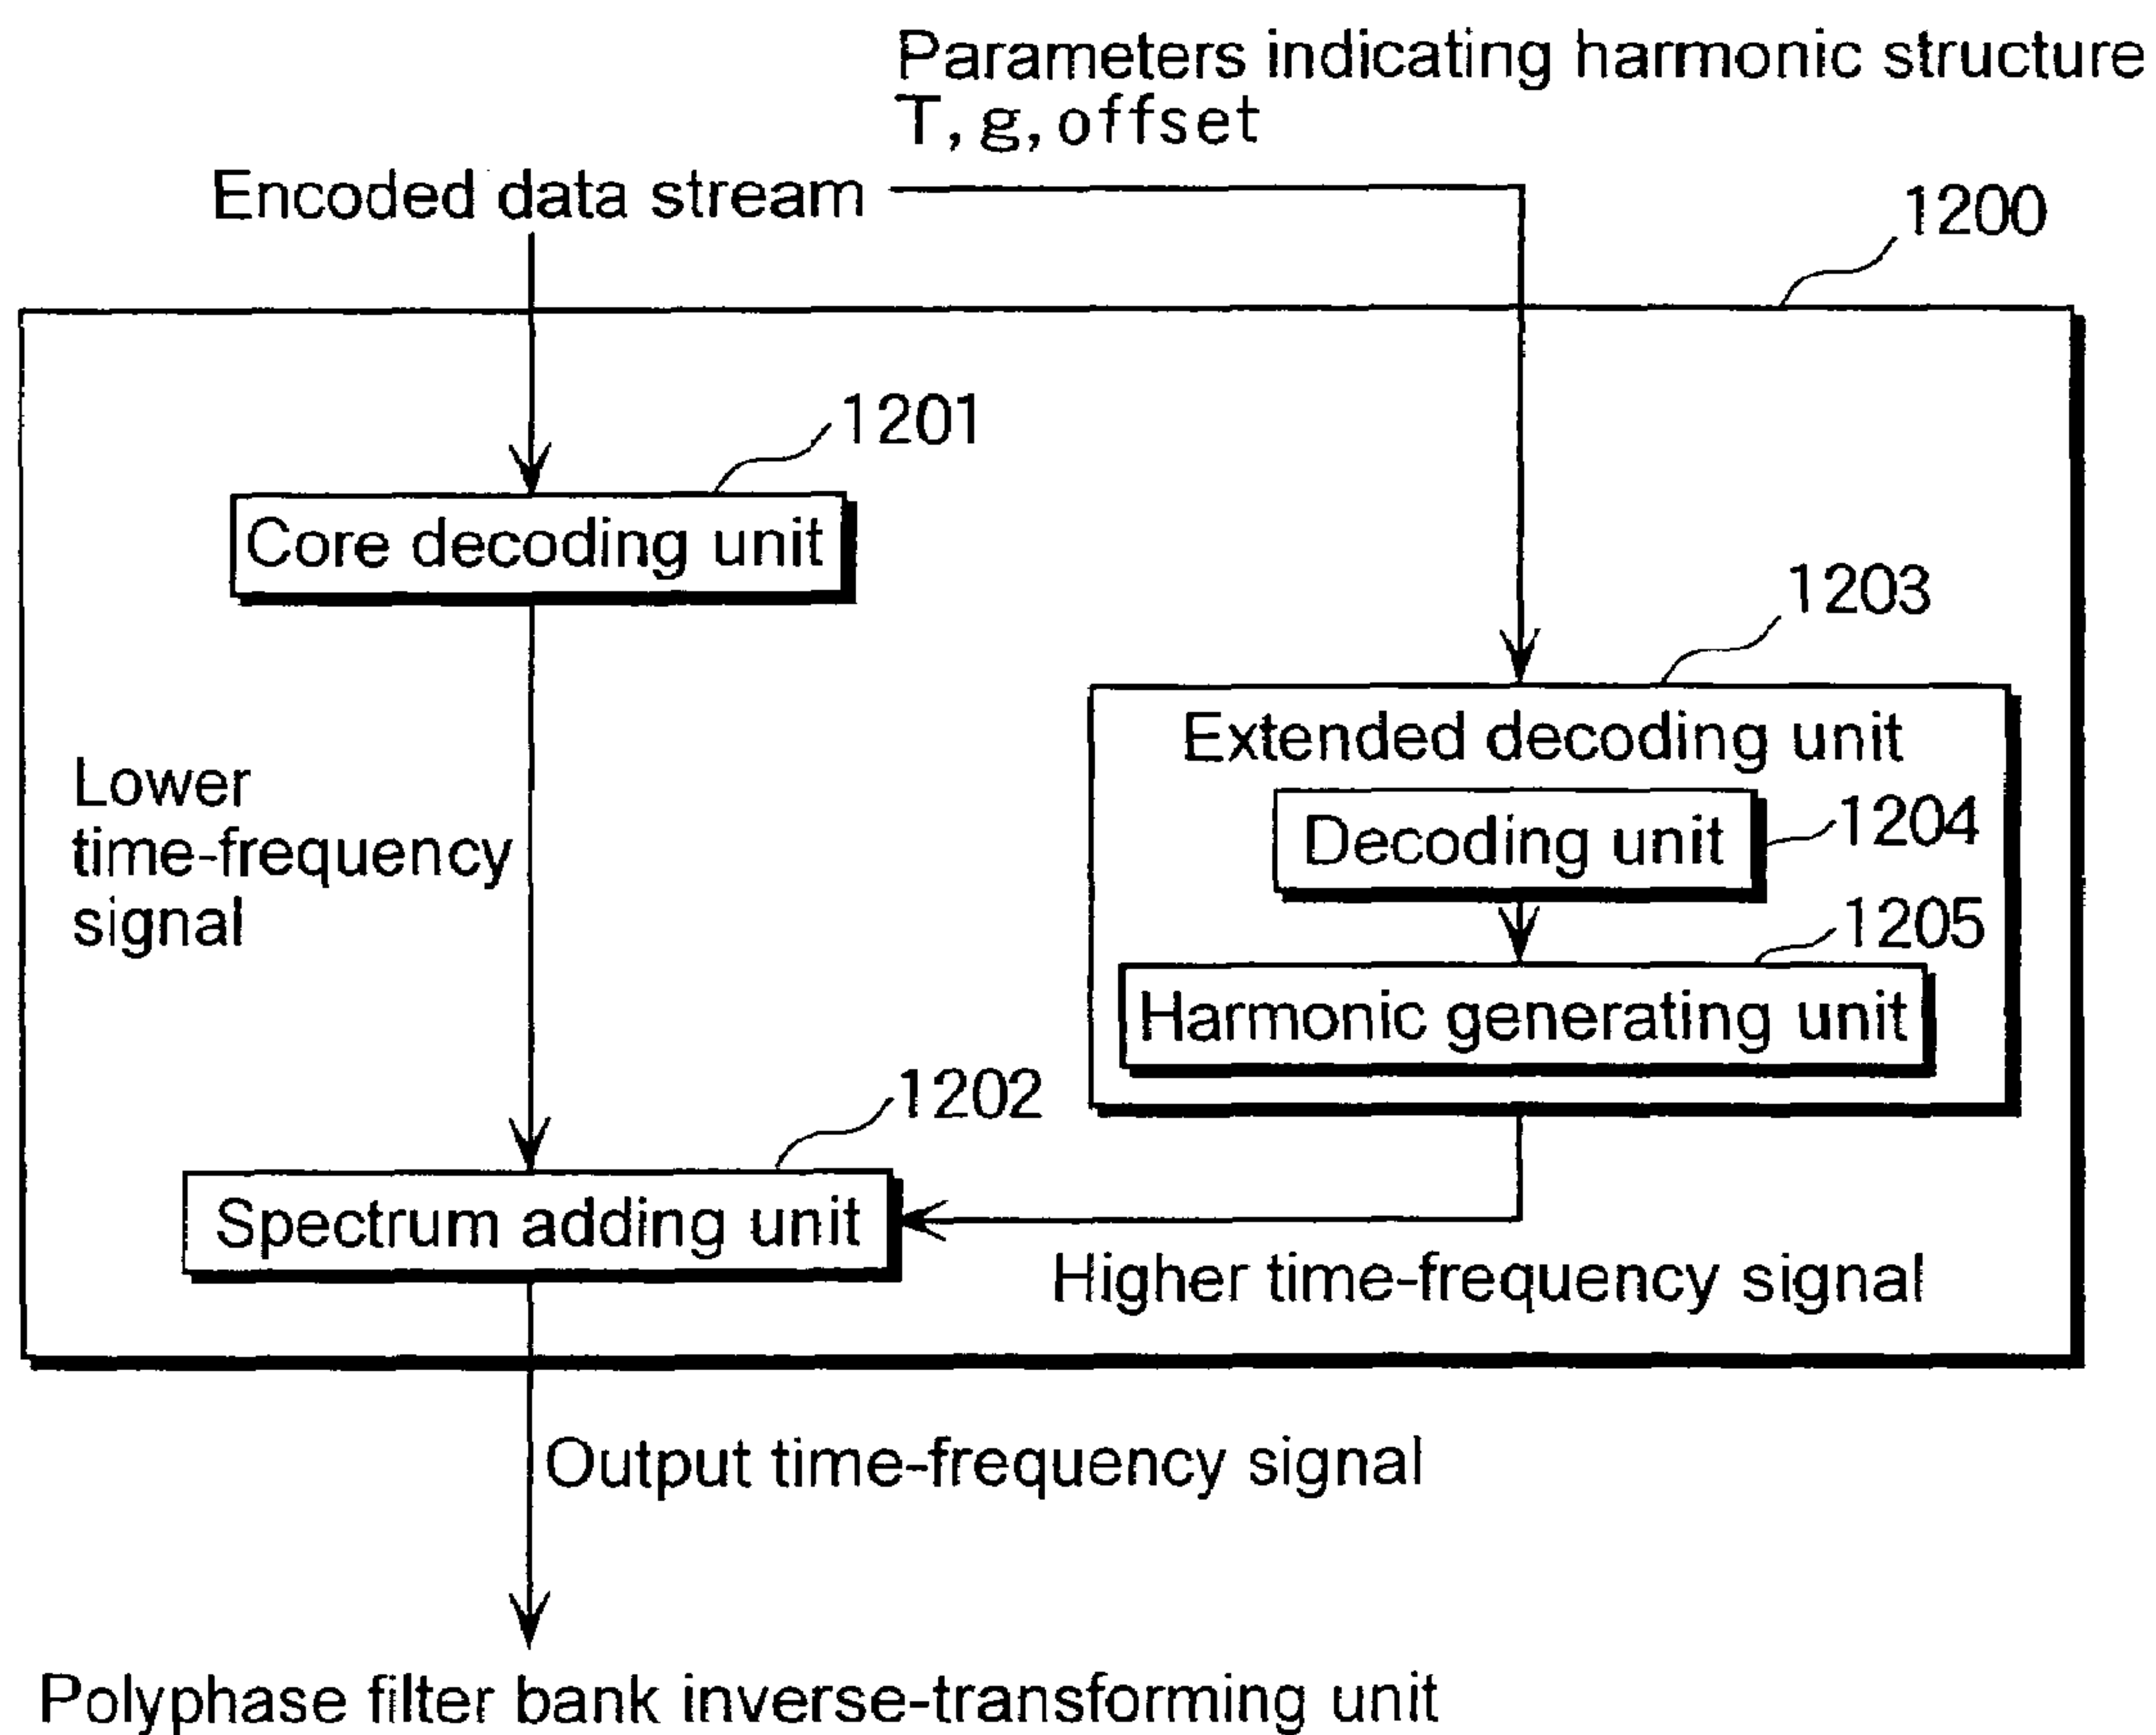 Parameters indicating harmonic structure
T, g, offset
Encoded data stream
1200
1201
Core decoding unit
1203
Extended decoding unit
Lower
time-frequency
signal
Decoding unit
1204
1205
Harmonic generating unit
1202
Spectrum adding unit
Higher time-frequency signal
Output time-frequency signal
Polyphase filter bank inverse-transforming unit